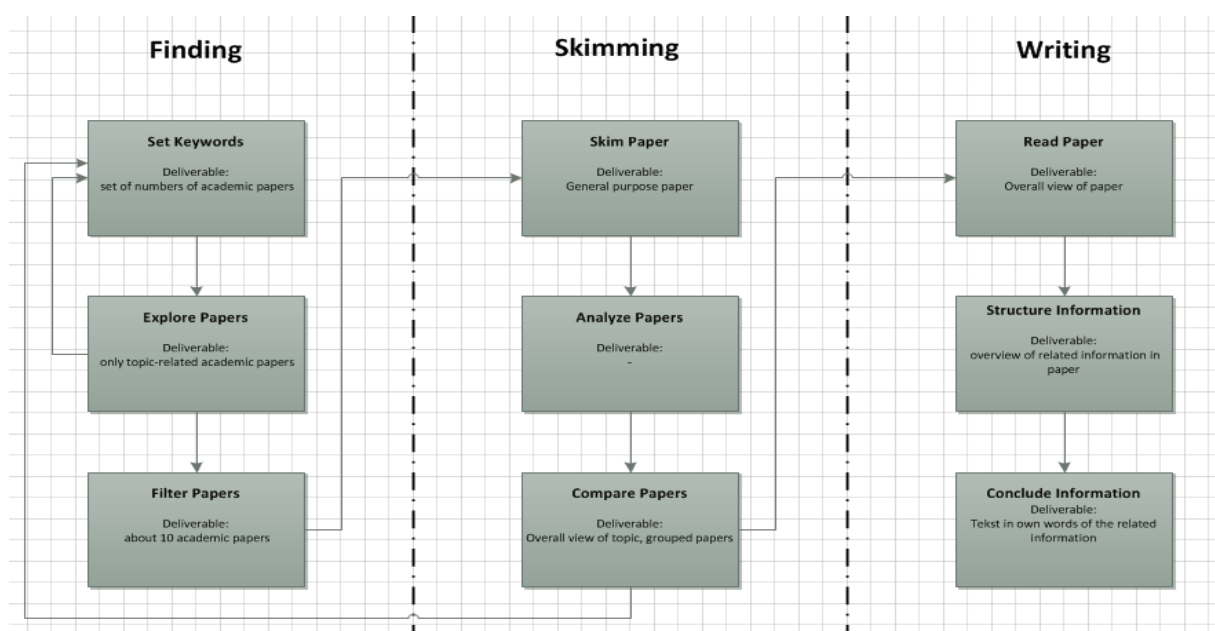 Finding
Skimming
Writing
Set Keywords
Deliverable:
set of numbers of academic papers
Skim Paper
Deliverable:
General purpose paper
Read Paper
Deliverable:
Overall view of paper
Explore Papers
Deliverable:
only topic-related academic papers
Analyze Papers
Deliverable:
-
Structure Information
Deliverable:
overview of related information in
paper
Filter Papers
Deliverable:
about 10 academic papers
Compare Papers
Deliverable:
Overall view of topic, grouped papers
Conclude Information
Deliverable:
Tekst in own words of the related
information